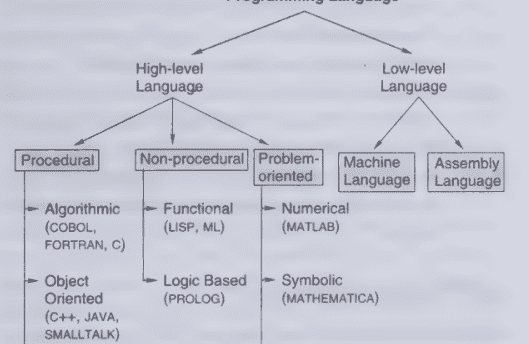 Programming Language
High-level
Language
Low-level
Language
Procedural
Non-procedural
Problem-
oriented
Machine
Language
Assembly
Language
Algorithmic
(COBOL,
FORTRAN, C)
Functional
(LISP, ML)
Numerical
(MATLAB)
Object
Oriented
(C++, JAVA,
SMALLTALK)
Logic Based
(PROLOG)
Symbolic
(MATHEMATICA)